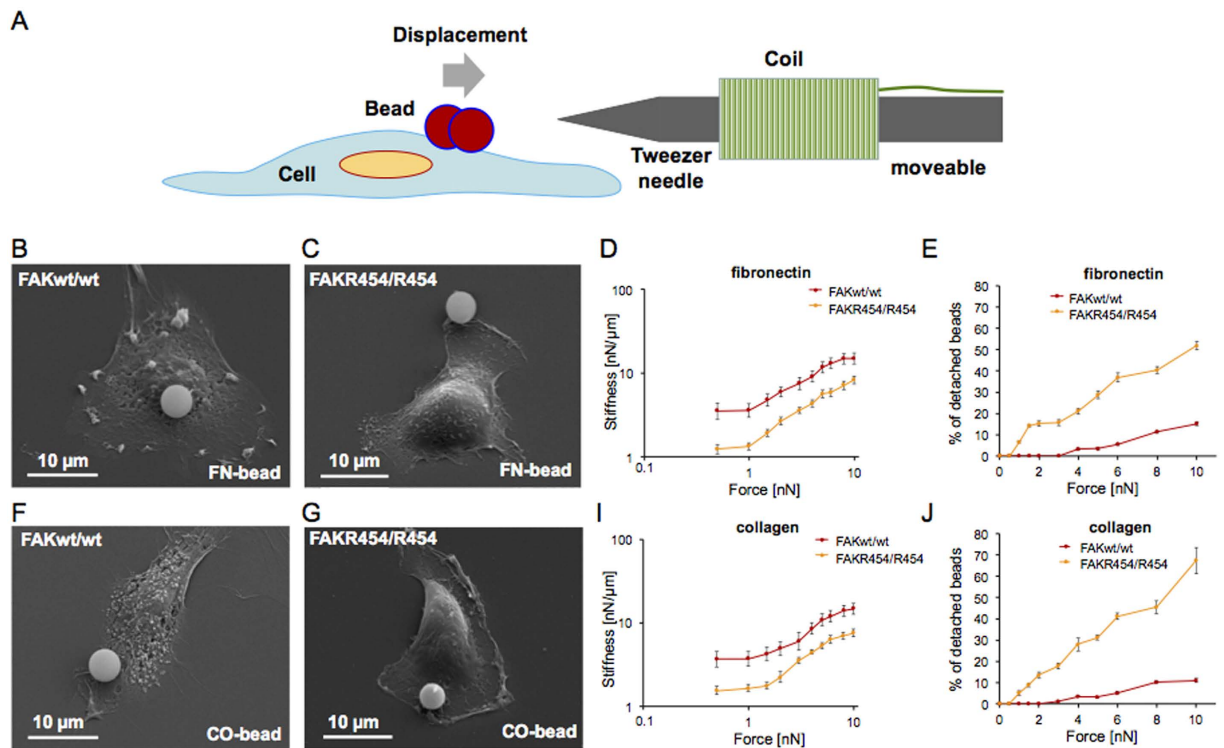 A
Displacement
Coil
Bead
Tweezer
needle
moveable
Cell
B
FAKwt/wt
10 µm
FN-bead
C
FAKR454/R454
10 µm
FN-bead
D
fibronectin
FAKwt/wt
FAKR454/R454
Stiffness [nN/µm]
100
10
1
0.1
1
10
Force [nN]
E
fibronectin
FAKwt/wt
FAKR454/R454
% of detached beads
80
70
60
50
40
30
20
10
0
0 2 4 6 8 10
Force [nN]
F
FAKwt/wt
10 µm
CO-bead
G
FAKR454/R454
10 µm
CO-bead
I
collagen
FAKwt/wt
FAKR454/R454
Stiffness [nN/µm]
100
10
1
0.1
1
10
Force [nN]
J
collagen
FAKwt/wt
FAKR454/R454
% of detached beads
80
70
60
50
40
30
20
10
0
0 2 4 6 8 10
Force [nN]